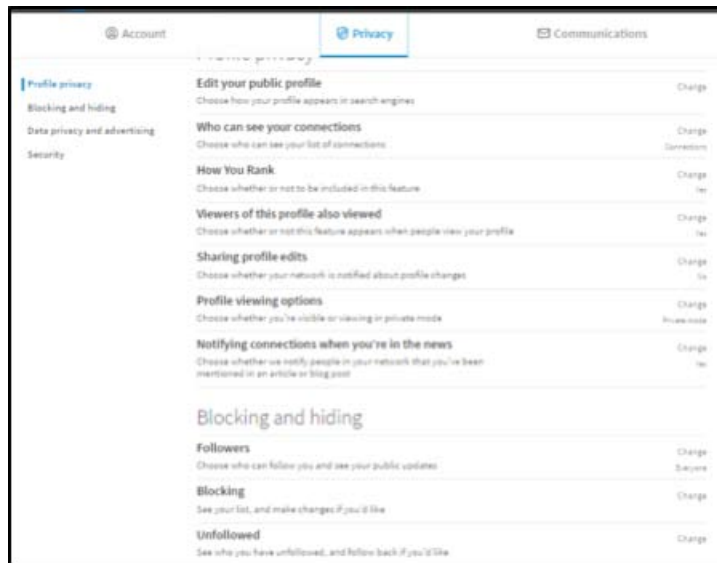 Account
Privacy
Communications
Profile privacy
Profile privacy
Blocking and hiding
Data privacy and advertising
Security
Edit your public profile
Change
Choose how your profile appears in search engines
Who can see your connections
Change
Choose who can see your list of connections
Connections
How You Rank
Change
Choose whether or not to be included in this feature
Yes
Viewers of this profile also viewed
Change
Choose whether or not this feature appears when people view your profile
Yes
Sharing profile edits
Change
Choose whether your network is notified about profile changes
Profile viewing options
Change
Choose whether you're visible or viewing in private mode
Private mode
Notifying connections when you're in the news
Change
Choose whether we notify people in your network that you've been
Yes
mentioned in an article or blog post
Blocking and hiding
Followers
Change
Choose who can follow you and see your public updates
Everyone
Blocking
Change
See your list, and make changes if you'd like
Unfollowed
Change
See who you have unfollowed, and follow back if you'd like